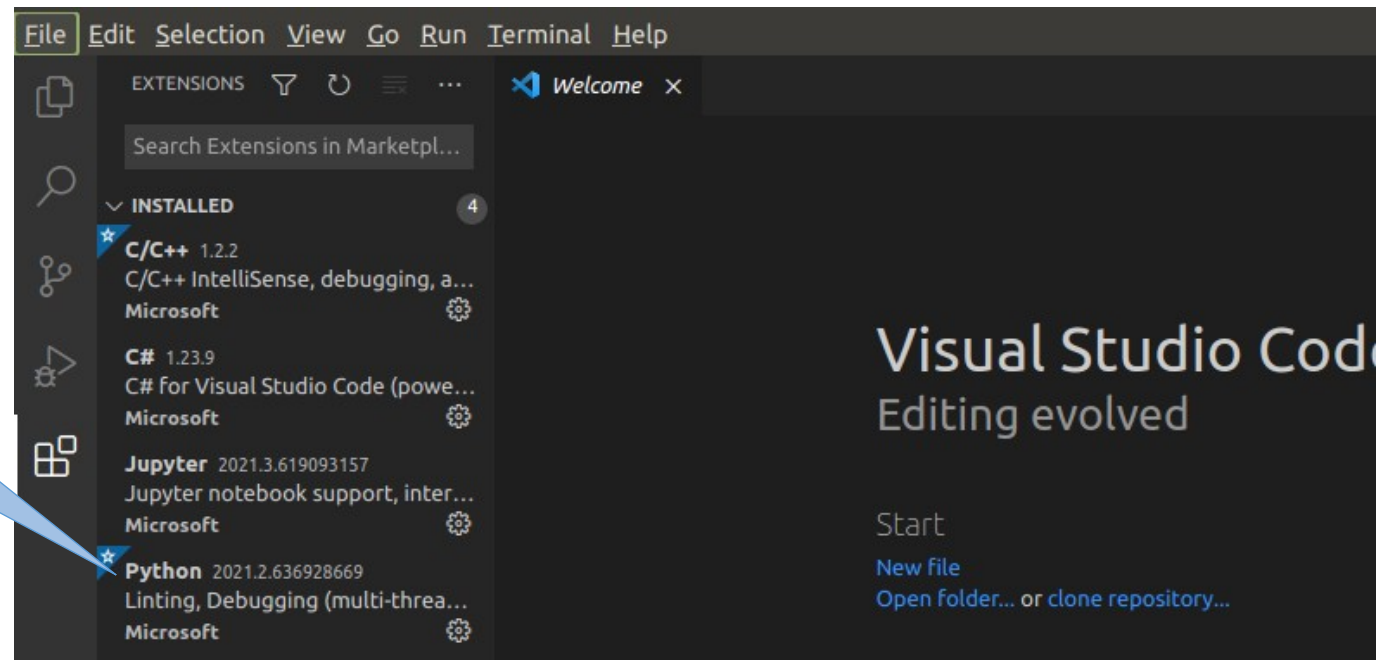 File Edit Selection View Go Run Terminal Help
EXTENSIONS ...
Search Extensions in Marketpl...
INSTALLED 4
C/C++ 1.2.2
C/C++ IntelliSense, debugging, a...
Microsoft
C# 1.23.9
C# for Visual Studio Code (powe...
Microsoft
Jupyter 2021.3.619093157
Jupyter notebook support, inter...
Microsoft
Python 2021.2.636928669
Linting, Debugging (multi-threa...
Microsoft
Welcome
Visual Studio Code
Editing evolved
Start
New file
Open folder... or clone repository...